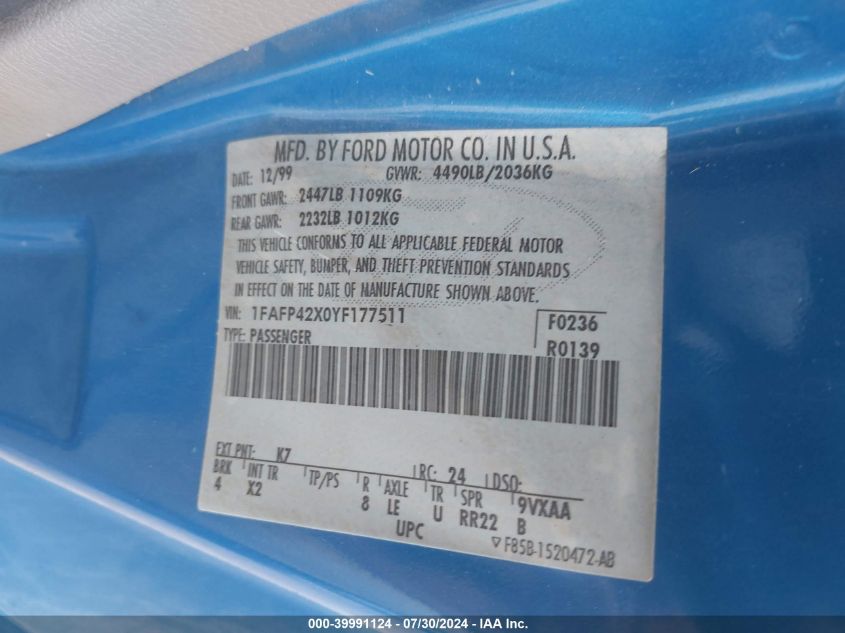 MFD. BY FORD MOTOR CO. IN U.S.A.
DATE: 12/99 GVWR: 4490LB/2036KG
FRONT GAWR: 2447LB 1109KG
REAR GAWR: 2232LB 1012KG
THIS VEHICLE CONFORMS TO ALL APPLICABLE FEDERAL MOTOR
VEHICLE SAFETY, BUMPER, AND THEFT PREVENTION STANDARDS
IN EFFECT ON THE DATE OF MANUFACTURE SHOWN ABOVE.
VIN: 1FAFP42X0YF177511 F0236
TYPE: PASSENGER R0139
EXT PNT: K7 RC: 24 DSO:
BRK INT TR TP/PS R AXLE TR SPR 9VXAA
4 X2 8 LE U RR22 B
UPC ▽F85B-1520472-AB
000-39991124 - 07/30/2024 - IAA Inc.